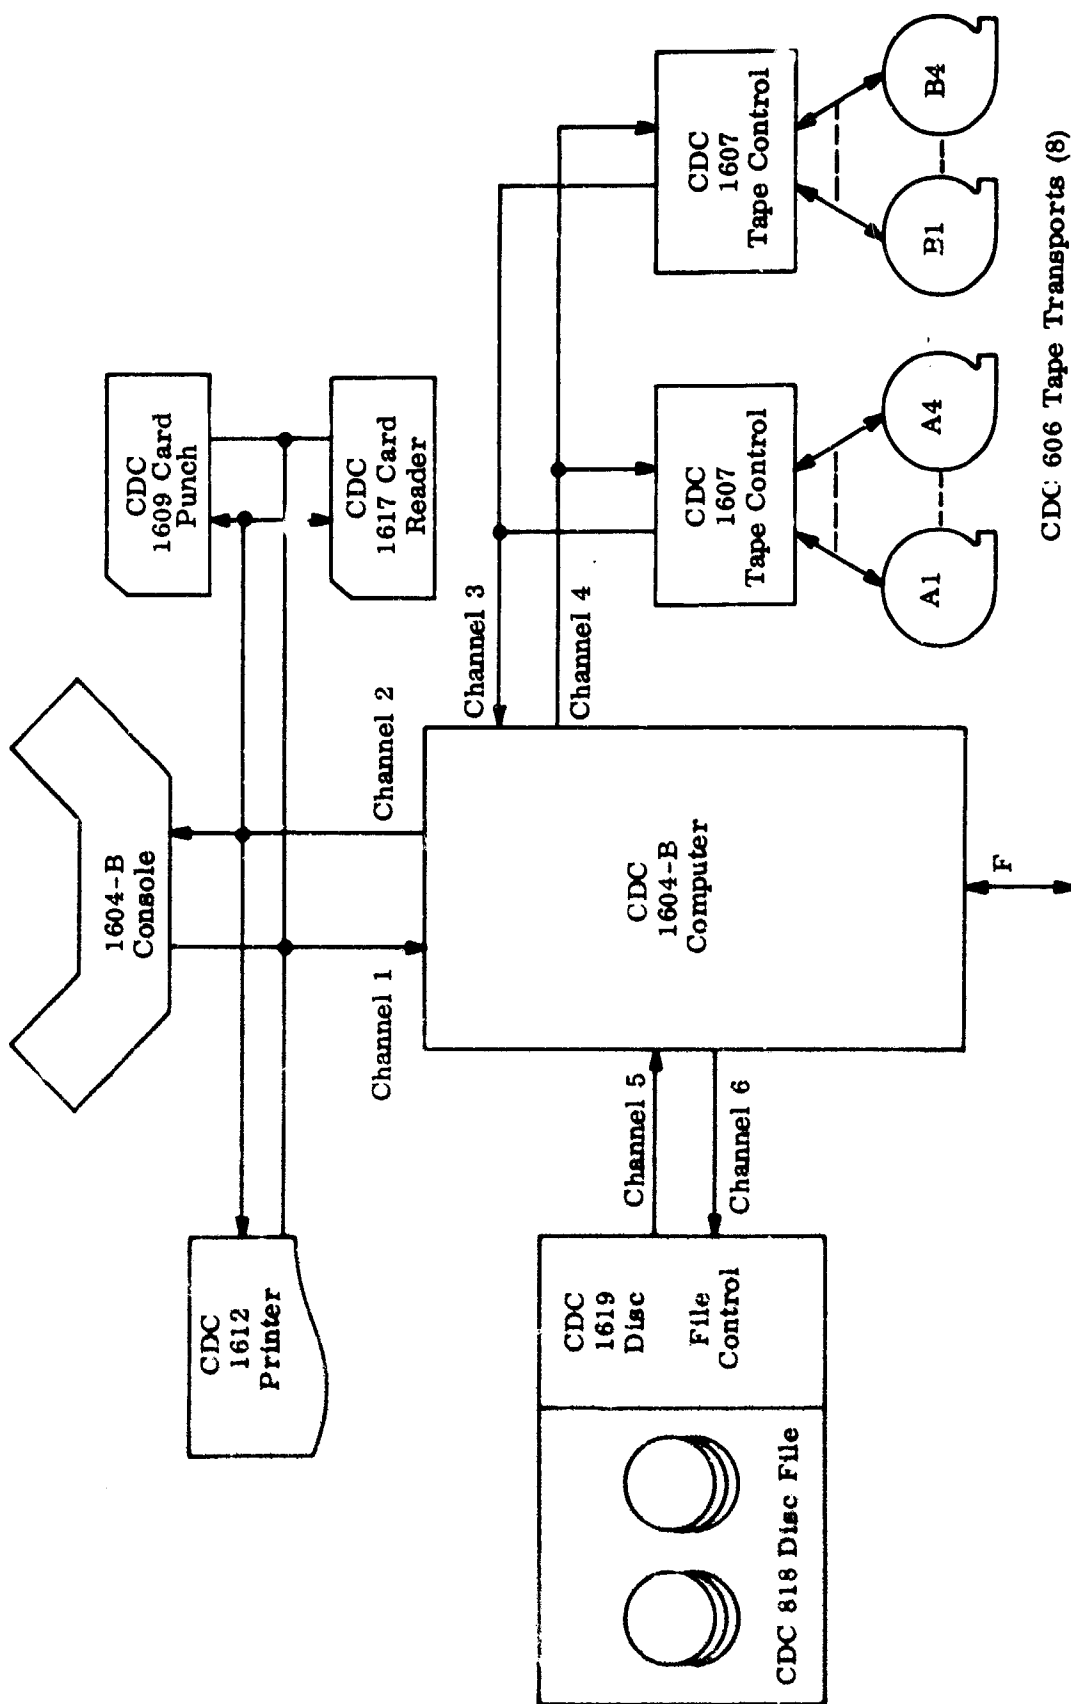 1604-B
Console
CDC
1612
Printer
CDC
1609 Card
Punch
CDC
1617 Card
Reader
Channel 1
Channel 2
Channel 3
Channel 4
CDC
1604-B
Computer
Channel 5
Channel 6
CDC
1619
Disc
File
Control
CDC 818 Disc File
CDC
1607
Tape Control
CDC
1607
Tape Control
A1
A4
B1
B4
F
CDC 606 Tape Transports (8)